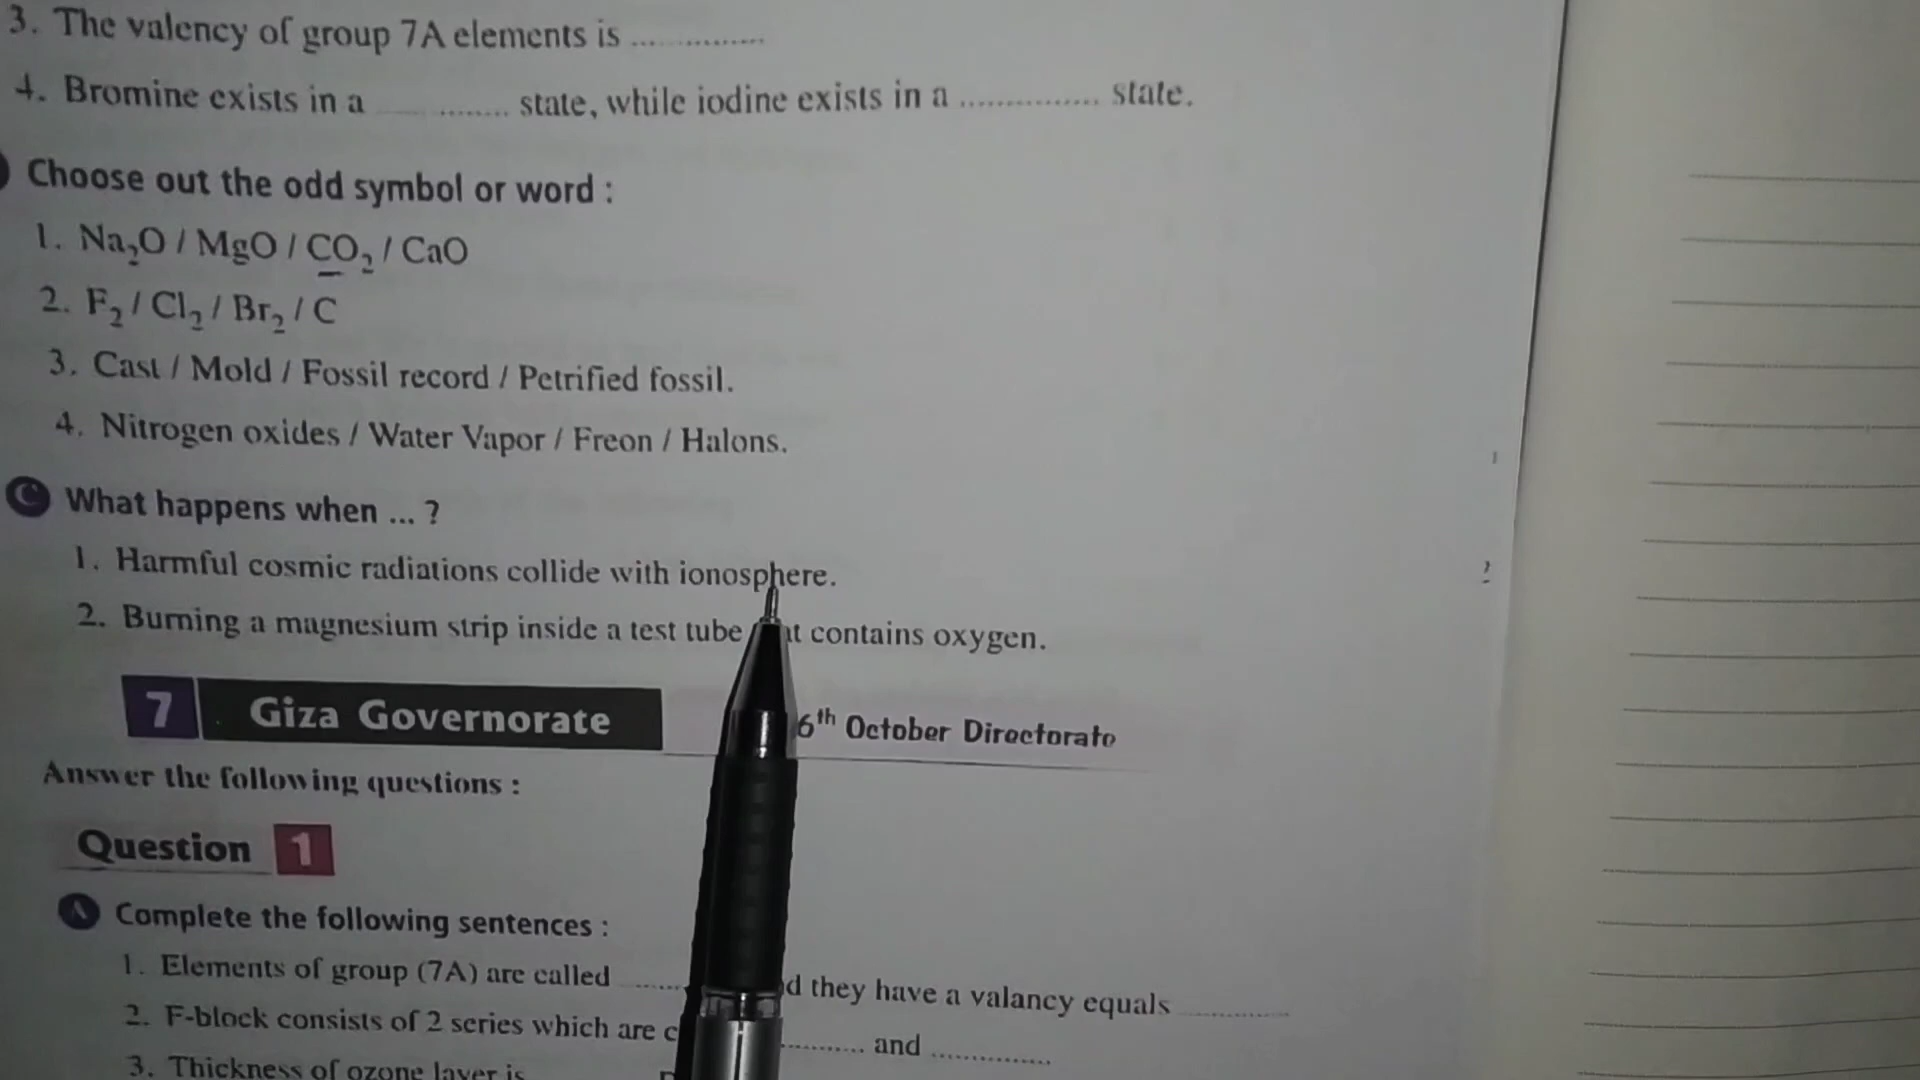 3. The valency of group 7A elements is ..............
4. Bromine exists in a .............. state, while iodine exists in a .............. state.
Choose out the odd symbol or word :
1. Na₂O / MgO / CO₂ / CaO
2. F₂ / Cl₂ / Br₂ / C
3. Cast / Mold / Fossil record / Petrified fossil.
4. Nitrogen oxides / Water Vapor / Freon / Halons.
C What happens when ... ?
1. Harmful cosmic radiations collide with ionosphere.
2. Burning a magnesium strip inside a test tube contains oxygen.
7 Giza Governorate 6th October Directorate
Answer the following questions :
Question 1
A Complete the following sentences :
1. Elements of group (7A) are called ........ they have a valancy equals ..............
2. F-block consists of 2 series which are .......... and ..............
3. Thickness of ozone layer is